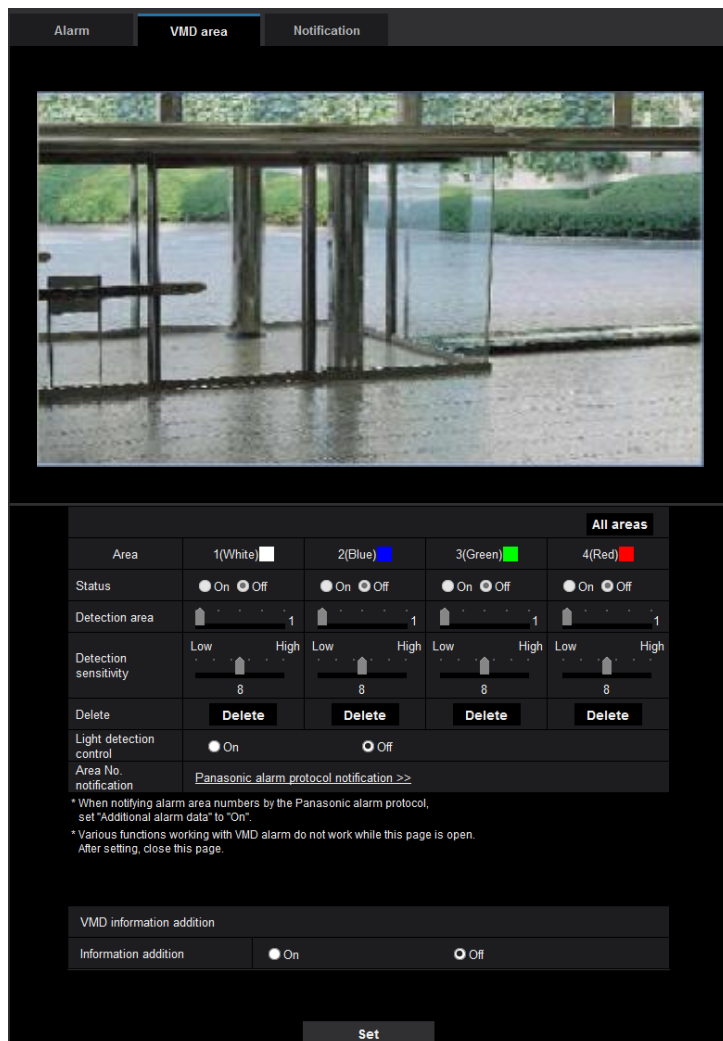 Alarm VMD area Notification
All areas
Area 1(White) 2(Blue) 3(Green) 4(Red)
Status On Off On Off On Off On Off
Detection area 1 1 1 1
Low High Low High Low High Low High
Detection
sensitivity
8 8 8 8
Delete Delete Delete Delete Delete
Light detection
control On Off
Area No.
notification Panasonic alarm protocol notification >>
* When notifying alarm area numbers by the Panasonic alarm protocol,
set "Additional alarm data" to "On".
* Various functions working with VMD alarm do not work while this page is open.
After setting, close this page.
VMD information addition
Information addition On Off
Set